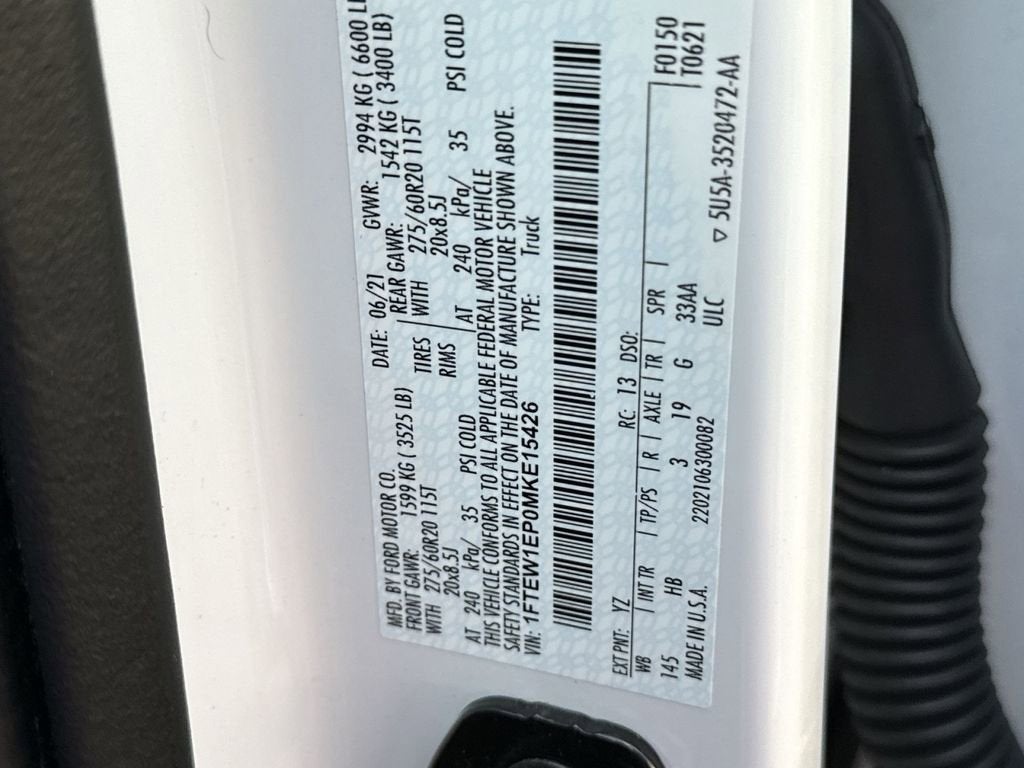 MFD. BY FORD MOTOR CO. DATE: 06/21 GVWR: 2994 KG ( 6600 L
FRONT GAWR: 1599 KG ( 3525 LB) REAR GAWR: 1542 KG ( 3400 LB)
WITH 275/60R20 115T TIRES WITH 275/60R20 115T
20x8.5J RIMS 20x8.5J
AT 240 kPa/ 35 PSI COLD AT 240 kPa/ 35 PSI COLD
THIS VEHICLE CONFORMS TO ALL APPLICABLE FEDERAL MOTOR VEHICLE
SAFETY STANDARDS IN EFFECT ON THE DATE OF MANUFACTURE SHOWN ABOVE.
VIN: 1FTEW1EP0MKE15426 TYPE: Truck
EXT PNT: YZ RC: 13 DSO: F0150
WB INT TR TP/PS R AXLE TR SPR T0621
145 HB 3 19 G 33AA
MADE IN U.S.A. 220210630082 ULC ▽ 5U5A-3520472-AA